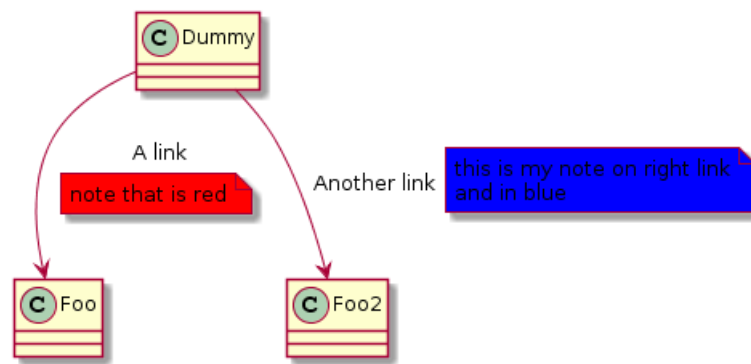 C Dummy
A link
note that is red
Another link
this is my note on right link
and in blue
C Foo
C Foo2